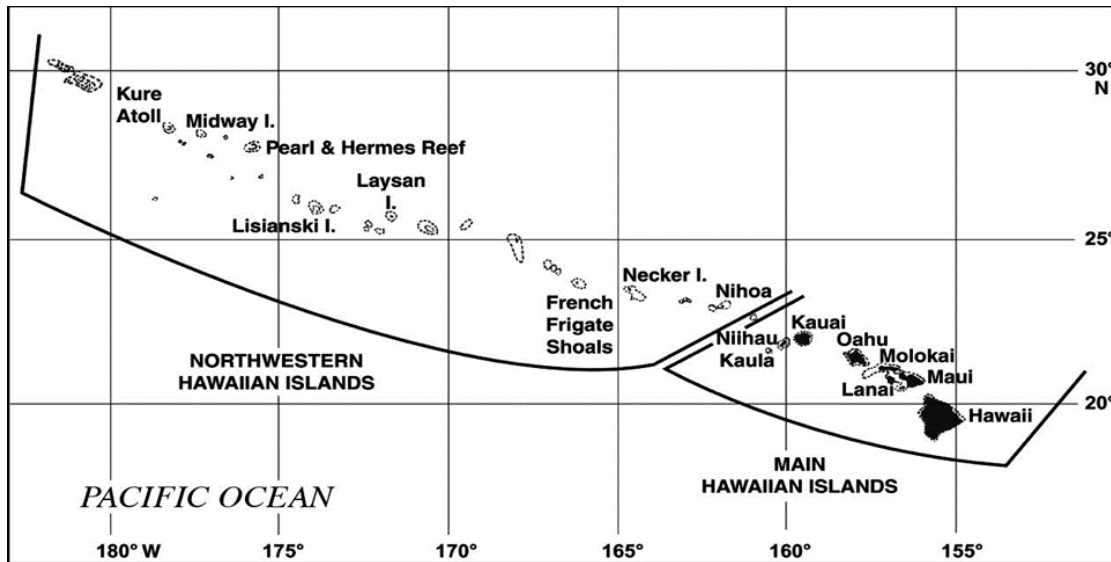 30°
N
Kure
Atoll
Midway I.
Pearl & Hermes Reef
Laysan
I.
Lisianski I.
25°
Necker I.
Nihoa
French
Frigate
Shoals
Kauai
Niihau
Kaula
Oahu
Molokai
Lanai
Maui
Hawaii
20°
NORTHWESTERN
HAWAIIAN ISLANDS
MAIN
HAWAIIAN ISLANDS
PACIFIC OCEAN
180° W
175°
170°
165°
160°
155°